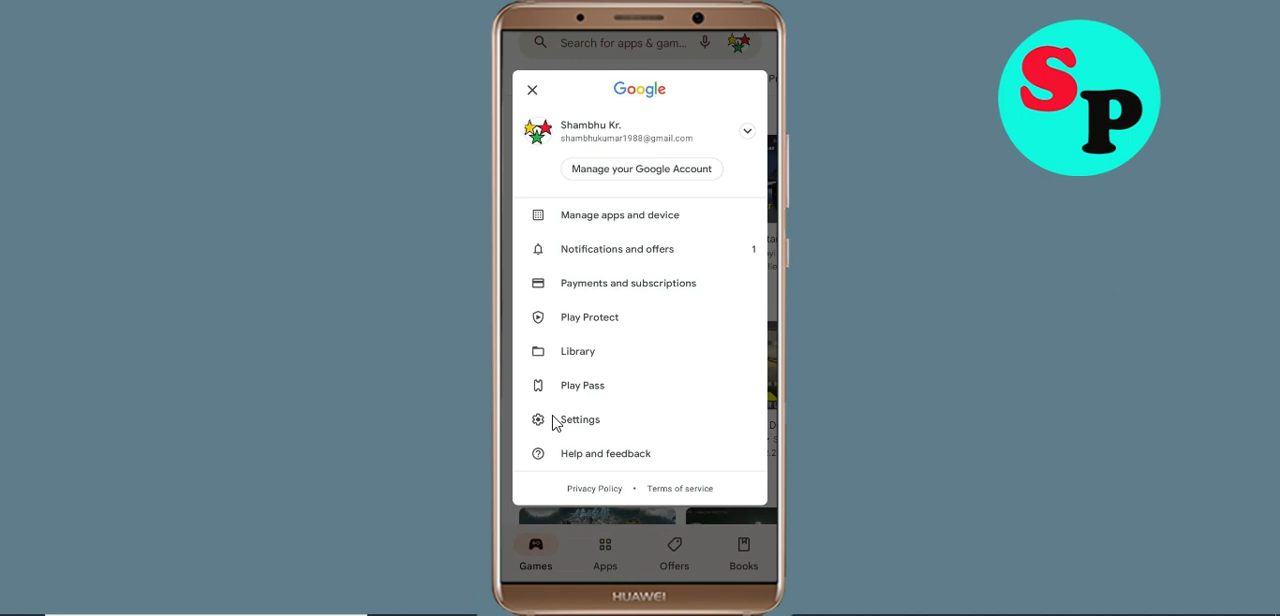 Search for apps & gam...
SP
Google
Shambhu Kr.
shambhukumar1988@gmail.com
Manage your Google Account
Manage apps and device
Notifications and offers 1
Payments and subscriptions
Play Protect
Library
Play Pass
Settings
Help and feedback
Privacy Policy • Terms of service
Games Apps Offers Books
HUAWEI